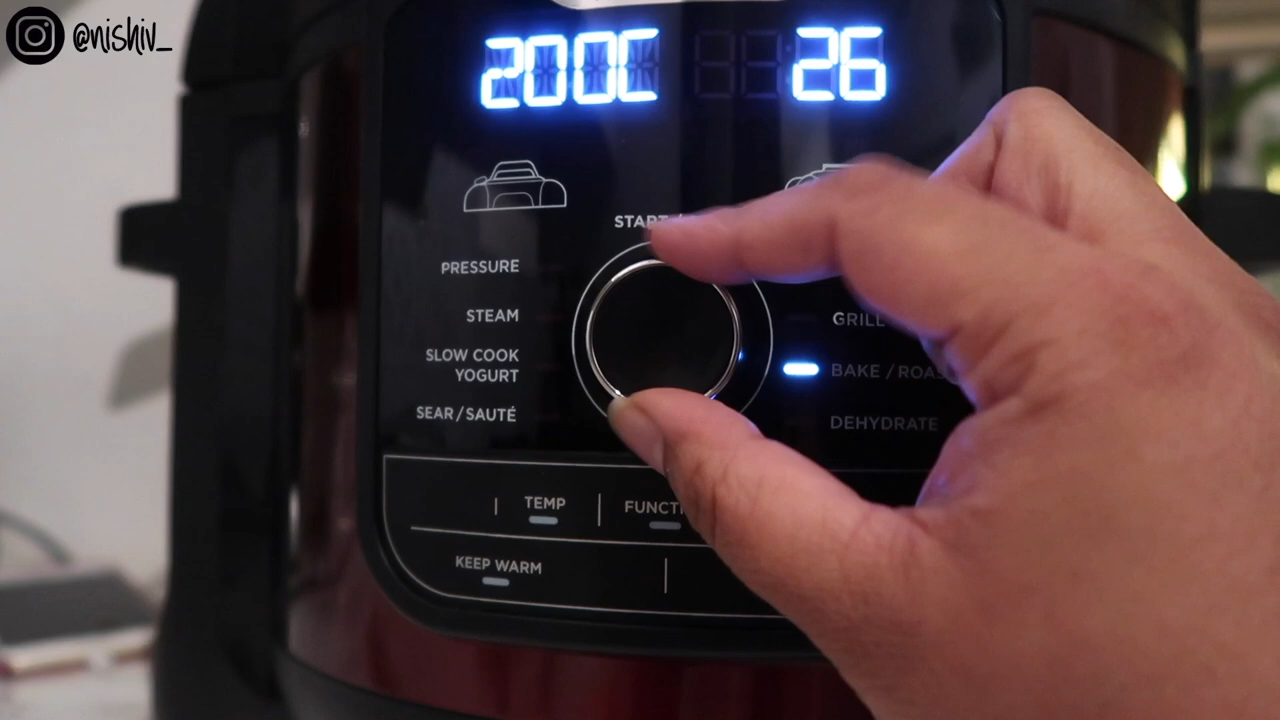 @nishiv_
200C 26
START /
PRESSURE
STEAM
SLOW COOK
YOGURT
SEAR/SAUTÉ
GRILL
BAKE / ROAS
DEHYDRATE
TEMP
FUNCTI
KEEP WARM